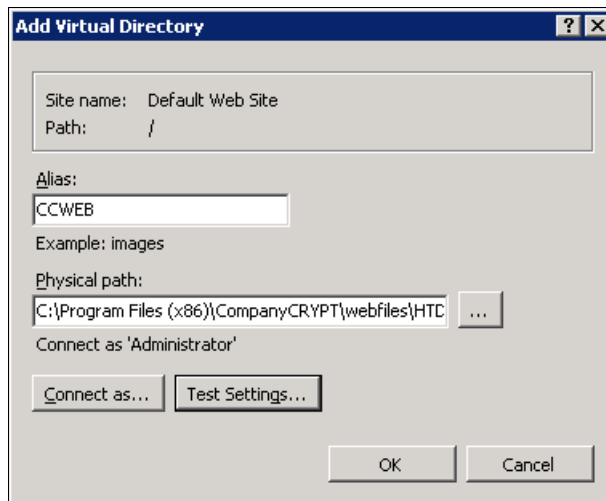 Add Virtual Directory
Site name: Default Web Site
Path: /
Alias:
CCWEB
Example: images
Physical path:
C:\Program Files (x86)\CompanyCRYPT\webfiles\HTD
...
Connect as 'Administrator'
Connect as... Test Settings...
OK Cancel